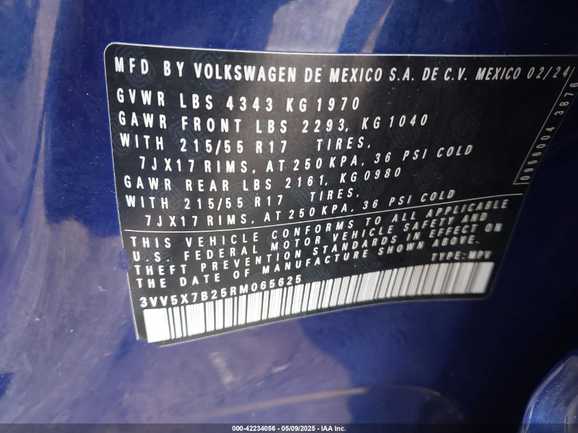 MFD BY VOLKSWAGEN DE MEXICO S.A. DE C.V. MEXICO 02/24
GVWR LBS 4343 KG 1970
GAWR FRONT LBS 2293, KG 1040
WITH 215/55 R17 TIRES,
7JX17 RIMS, AT 250 KPA, 36 PSI COLD
GAWR REAR LBS 2161, KG0980
WITH 215/55 R17 TIRES,
7JX17 RIMS, AT 250 KPA, 36 PSI COLD
THIS VEHICLE CONFORMS TO ALL APPLICABLE
U.S. FEDERAL MOTOR VEHICLE SAFETY AND
THEFT PREVENTION STANDARDS IN EFFECT ON
THE DATE OF MANUFACTURE SHOWN ABOVE.
3VV5X7B25RM065625 TYPE: MPV
000-42234056 - 05/09/2025 - IAA Inc.